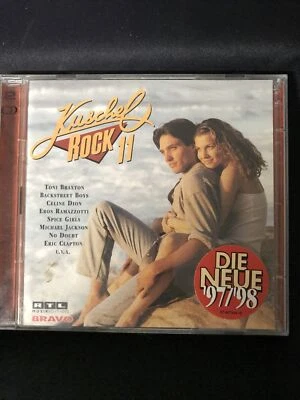 Kuschel
ROCK 11
TONI BRAXTON
BACKSTREET BOYS
CELINE DION
EROS RAMAZZOTTI
SPICE GIRLS
MICHAEL JACKSON
NO DOUBT
ERIC CLAPTON
U.V.A.
DIE
NEUE
'97/'98
RTL
BRAVO